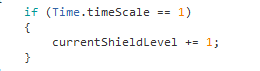 if (Time.timeScale == 1)
{
    currentShieldLevel += 1;
}